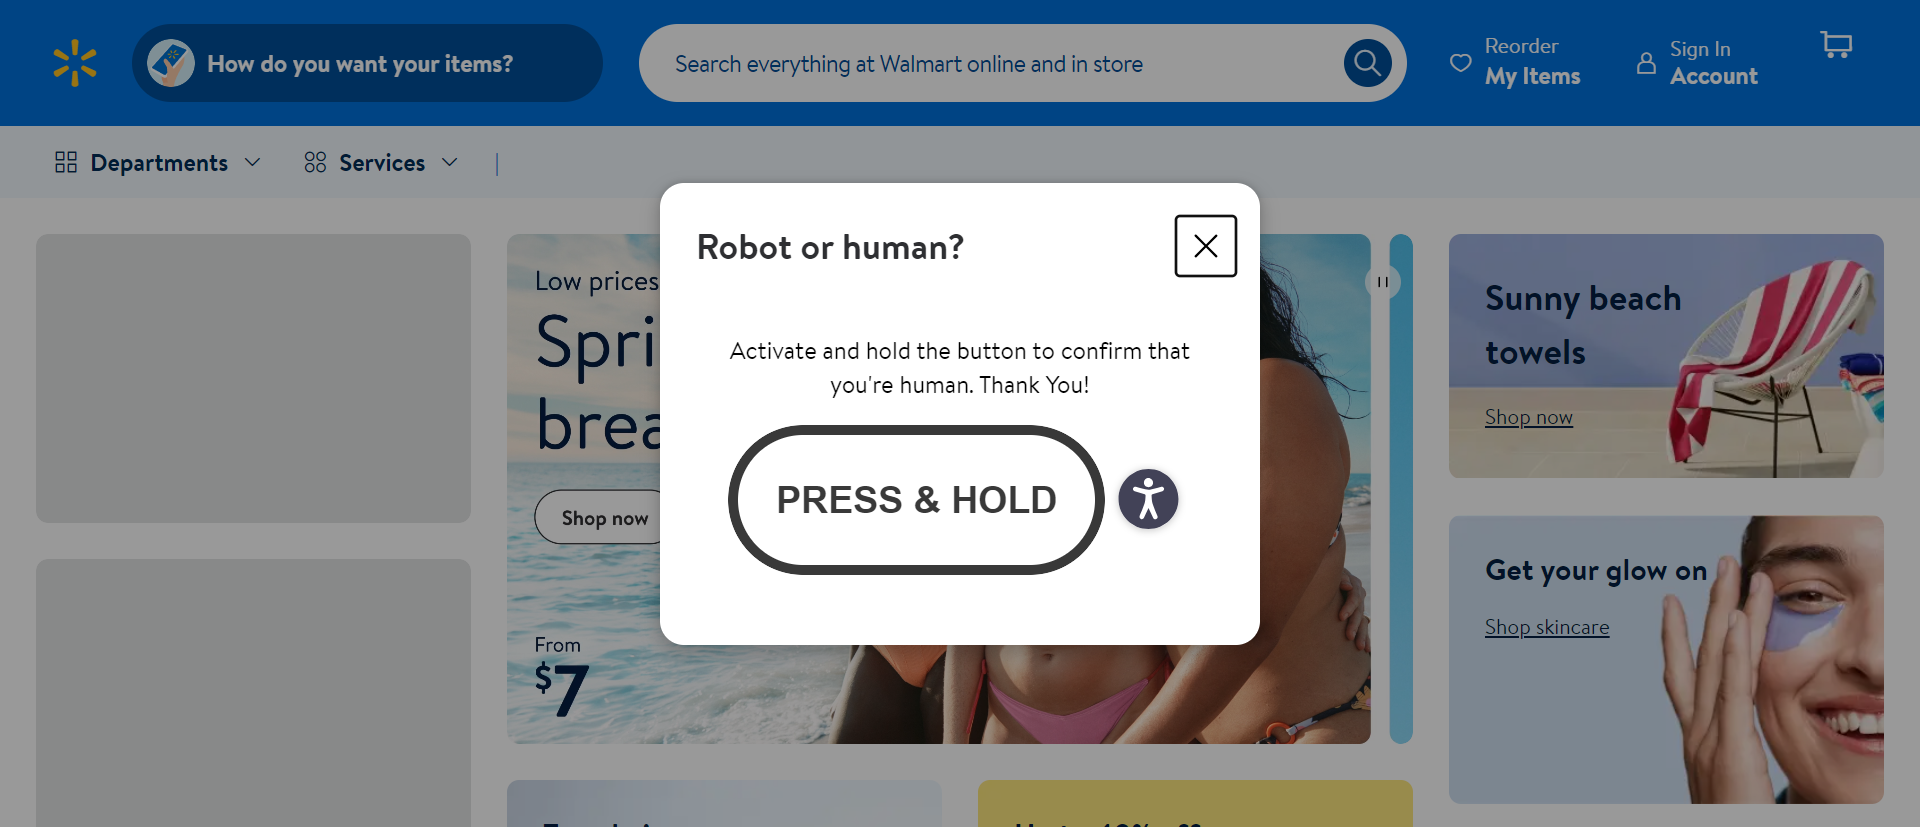 How do you want your items?
Search everything at Walmart online and in store
Reorder
My Items
Sign In
Account
Departments
Services
Robot or human?
Activate and hold the button to confirm that
you're human. Thank You!
PRESS & HOLD
Low prices
Shop now
From
$7
Sunny beach
towels
Shop now
Get your glow on
Shop skincare